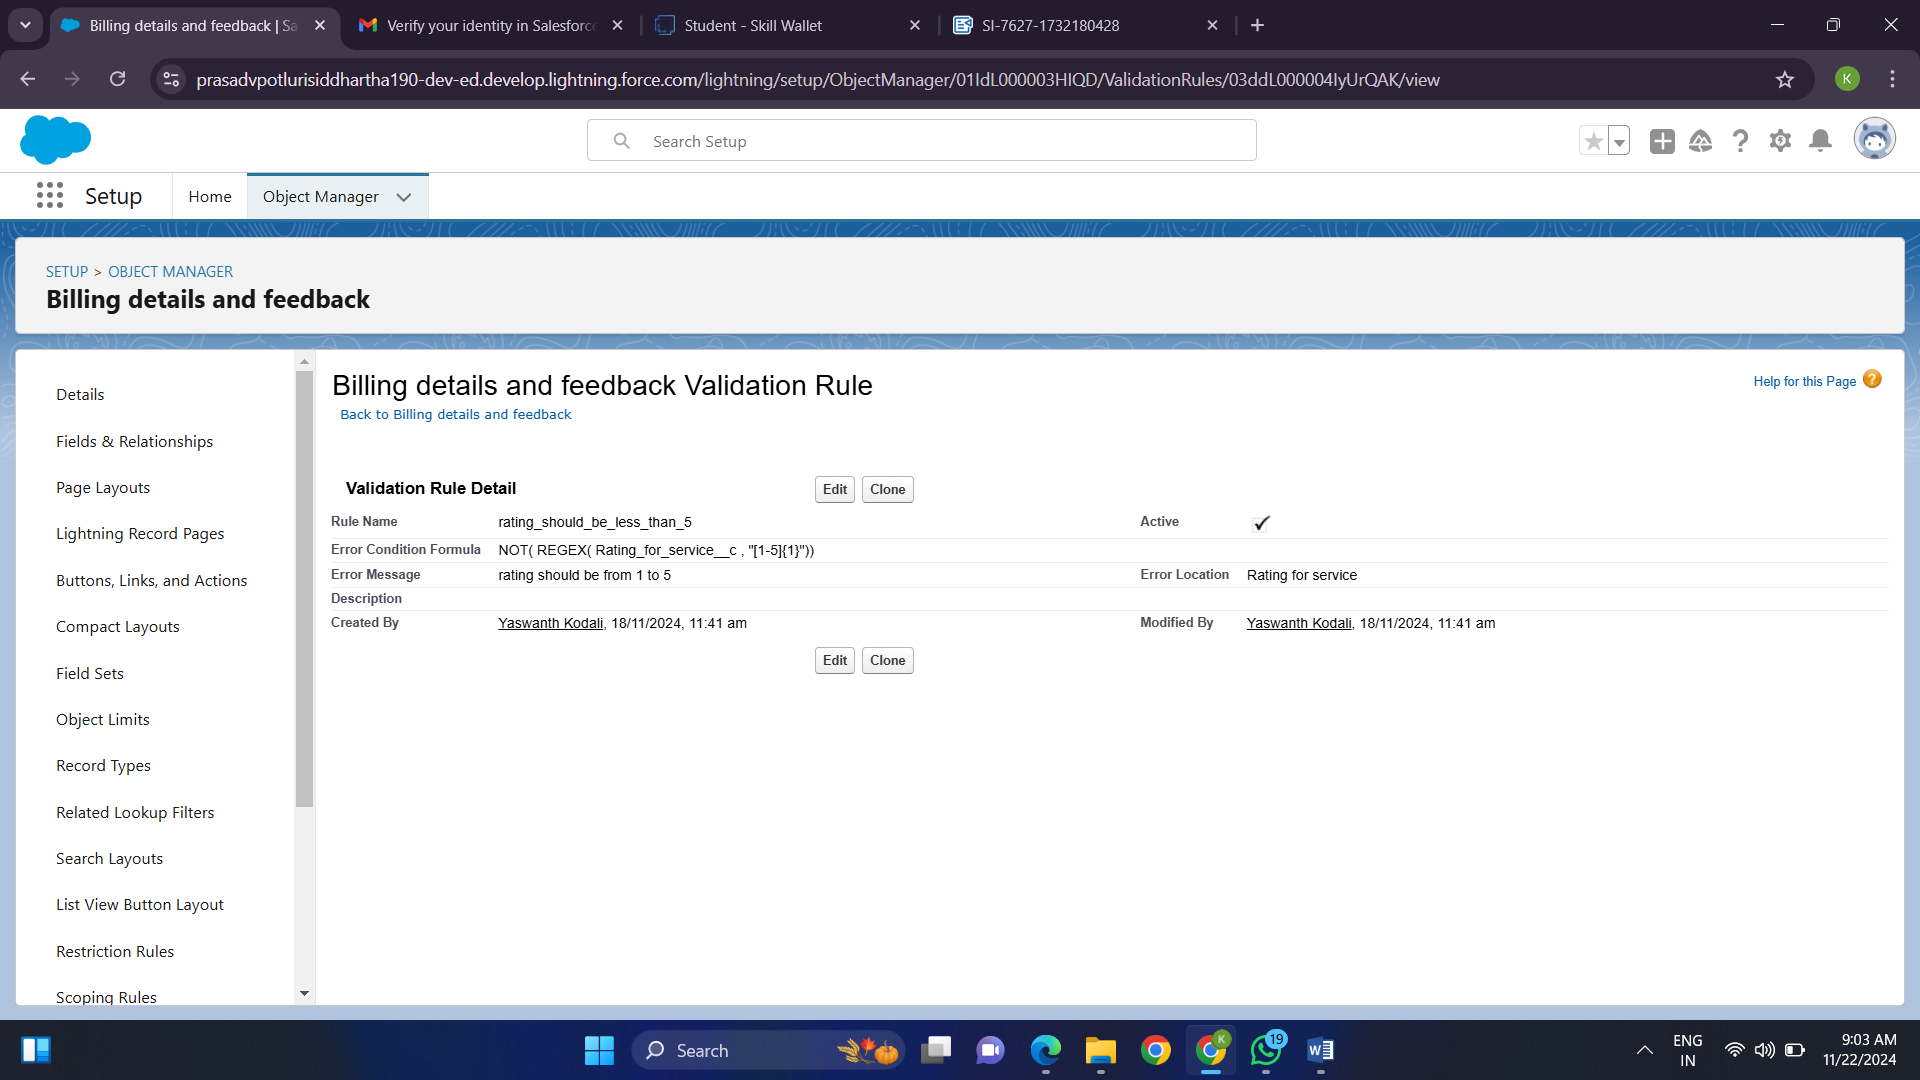 Billing details and feedback | Sa
Verify your identity in Salesforce
Student - Skill Wallet
SI-7627-1732180428
prasadvpotlurisiddhartha190-dev-ed.develop.lightning.force.com/lightning/setup/ObjectManager/01IdL000003HIQD/ValidationRules/03ddL000004IyUrQAK/view
K
Search Setup
Setup
Home
Object Manager
SETUP > OBJECT MANAGER
Billing details and feedback
Details
Fields & Relationships
Page Layouts
Lightning Record Pages
Buttons, Links, and Actions
Compact Layouts
Field Sets
Object Limits
Record Types
Related Lookup Filters
Search Layouts
List View Button Layout
Restriction Rules
Scoping Rules
Billing details and feedback Validation Rule
Back to Billing details and feedback
Help for this Page ?
Validation Rule Detail
Edit Clone
Rule Name rating_should_be_less_than_5 Active
Error Condition Formula NOT( REGEX( Rating_for_service__c , "[1-5]{1}"))
Error Message rating should be from 1 to 5 Error Location Rating for service
Description
Created By Yaswanth Kodali, 18/11/2024, 11:41 am Modified By Yaswanth Kodali, 18/11/2024, 11:41 am
Edit Clone
Search
K
19
W
ENG
IN
9:03 AM
11/22/2024